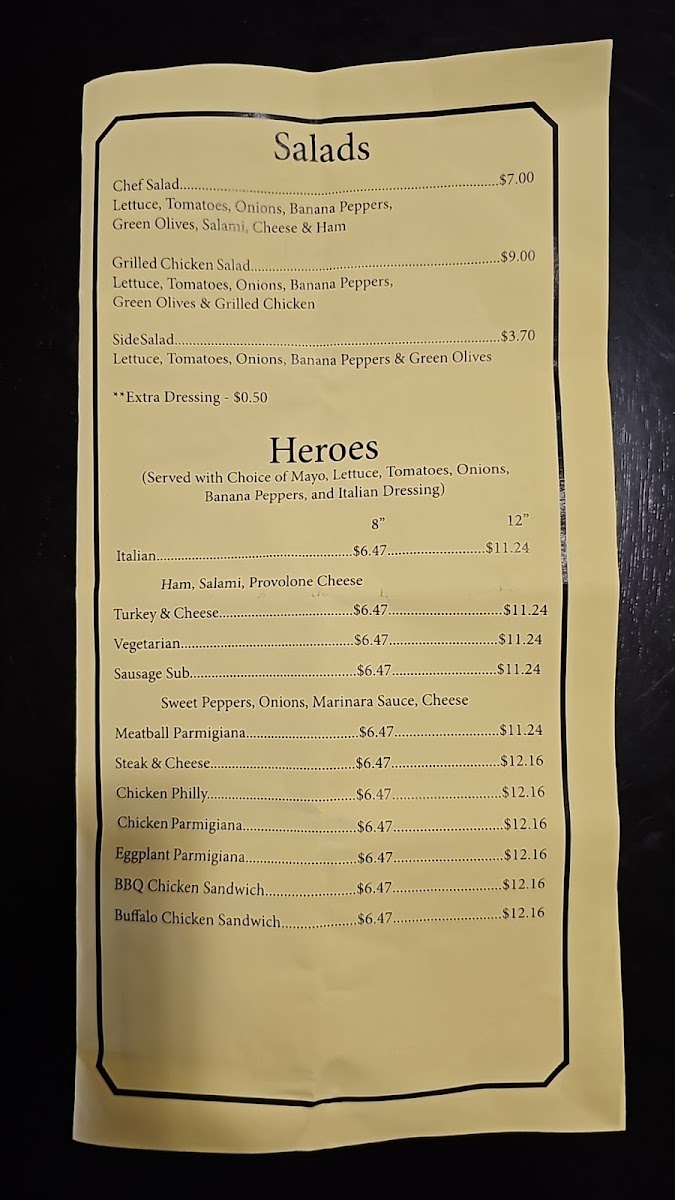 Salads
Chef Salad..........$7.00
Lettuce, Tomatoes, Onions, Banana Peppers,
Green Olives, Salami, Cheese & Ham
Grilled Chicken Salad..........$9.00
Lettuce, Tomatoes, Onions, Banana Peppers,
Green Olives & Grilled Chicken
SideSalad..........$3.70
Lettuce, Tomatoes, Onions, Banana Peppers & Green Olives
**Extra Dressing - $0.50
Heroes
(Served with Choice of Mayo, Lettuce, Tomatoes, Onions,
Banana Peppers, and Italian Dressing)
8” 12”
Italian..........$6.47..........$11.24
Ham, Salami, Provolone Cheese
Turkey & Cheese..........$6.47..........$11.24
Vegetarian..........$6.47..........$11.24
Sausage Sub..........$6.47..........$11.24
Sweet Peppers, Onions, Marinara Sauce, Cheese
Meatball Parmigiana..........$6.47..........$11.24
Steak & Cheese..........$6.47..........$12.16
Chicken Philly..........$6.47..........$12.16
Chicken Parmigiana..........$6.47..........$12.16
Eggplant Parmigiana..........$6.47..........$12.16
BBQ Chicken Sandwich..........$6.47..........$12.16
Buffalo Chicken Sandwich..........$6.47..........$12.16